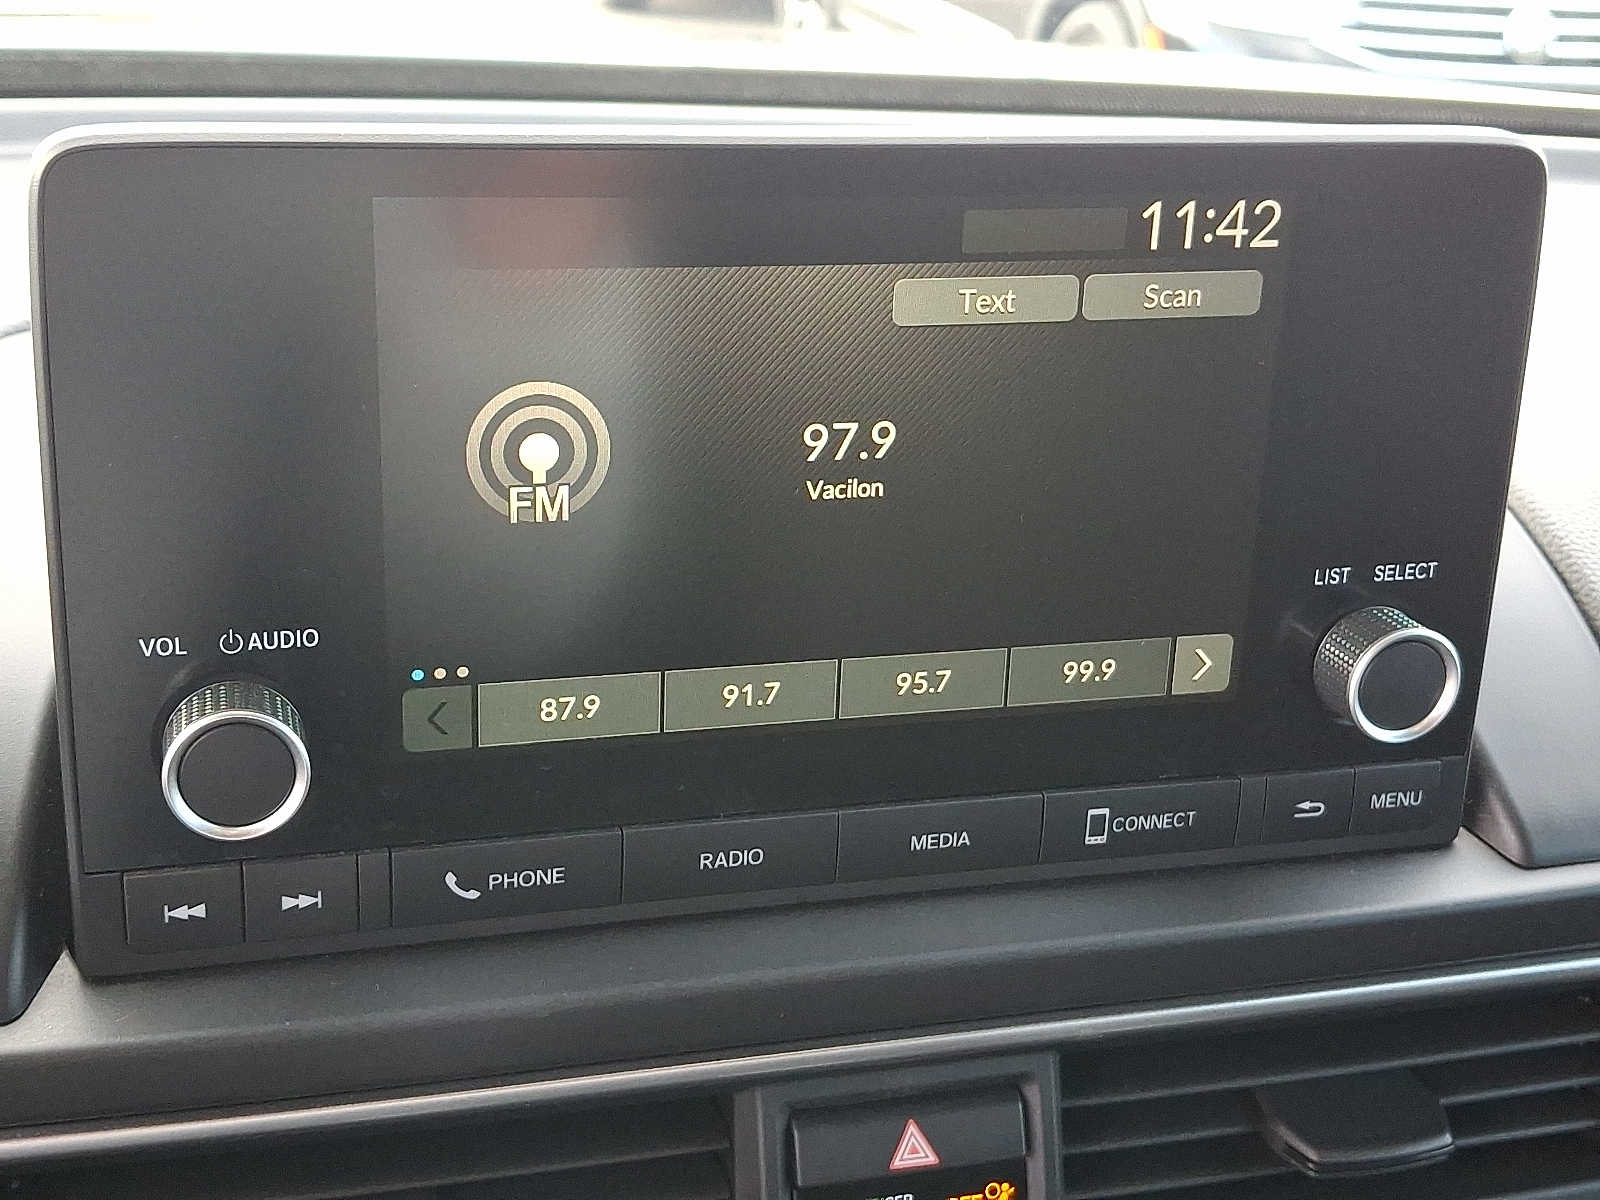 11:42
Text Scan
97.9
Vacilon
FM
LIST SELECT
VOL AUDIO
87.9 91.7 95.7 99.9
PHONE RADIO MEDIA CONNECT MENU